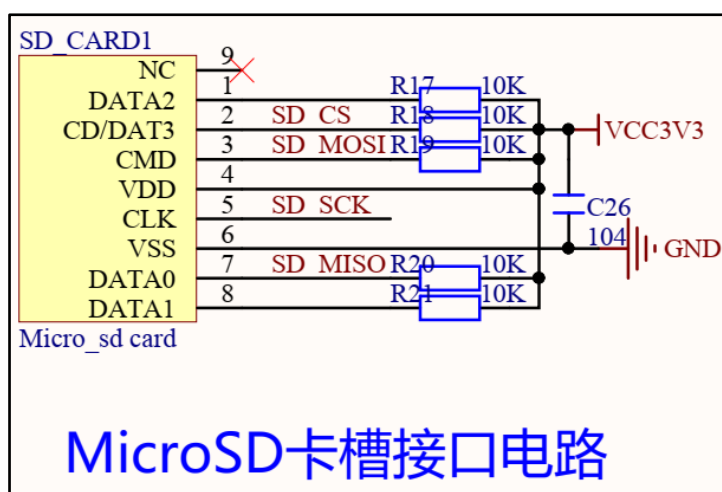 SD_CARD1
NC 9
DATA2 1 R17 10K
CD/DAT3 2 SD_CS R18 10K VCC3V3
CMD 3 SD_MOSI R19 10K
VDD 4
CLK 5 SD_SCK
C26
VSS 6 104 GND
DATA0 7 SD_MISO R20 10K
DATA1 8 R21 10K
Micro_sd card
MicroSD卡槽接口电路